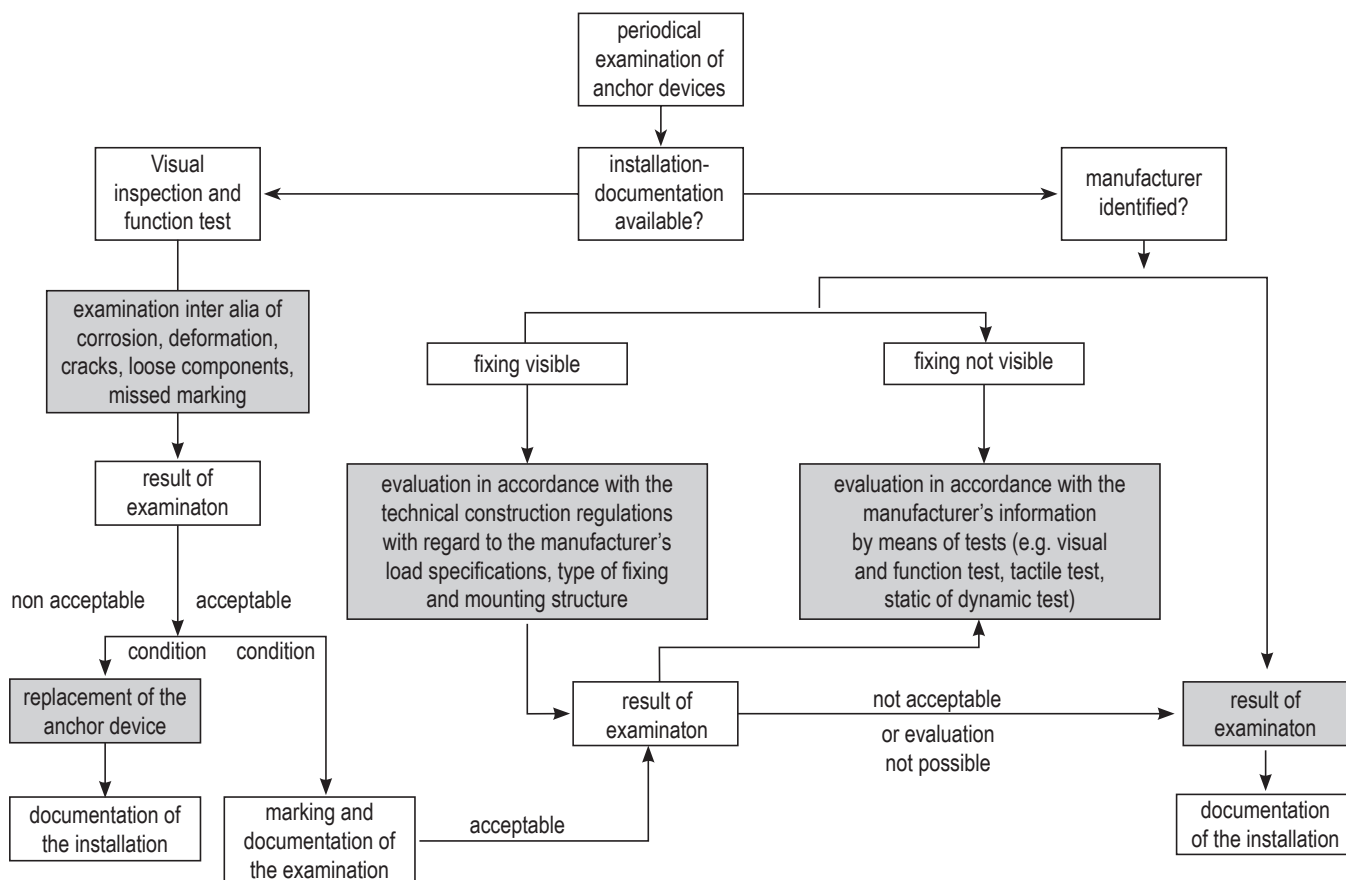 periodical
examination of
anchor devices
Visual
inspection and
function test
installation-
documentation
available?
manufacturer
identified?
examination inter alia of
corrosion, deformation,
cracks, loose components,
missed marking
fixing visible
fixing not visible
result of
examinaton
evaluation in accordance with the
technical construction regulations
with regard to the manufacturer’s
load specifications, type of fixing
and mounting structure
evaluation in accordance with the
manufacturer’s information
by means of tests (e.g. visual
and function test, tactile test,
static of dynamic test)
non acceptable
acceptable
condition
condition
replacement of the
anchor device
result of
examinaton
not acceptable
or evaluation
not possible
result of
examinaton
documentation of
the installation
marking and
documentation of
the examination
acceptable
documentation
of the installation